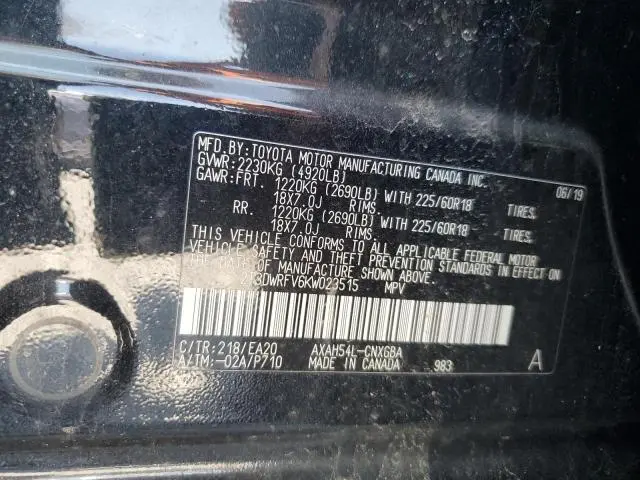 MFD.BY:TOYOTA MOTOR MANUFACTURING CANADA INC. 06/19
GVWR:2230KG (4920LB)
GAWR:FRT. 1220KG (2690LB) WITH 225/60R18 TIRES.
18X7.0J RIMS.
RR. 1220KG (2690LB) WITH 225/60R18 TIRES.
18X7.0J RIMS.
THIS VEHICLE CONFORMS TO ALL APPLICABLE FEDERAL MOTOR
VEHICLE SAFETY AND THEFT PREVENTION STANDARDS IN EFFECT ON
THE DATE OF MANUFACTURE SHOWN ABOVE.
2T3DWRFV6KW023515 MPV
C/TR:218/EA20 AXAH54L-CNXGBA
A/TM:-02A/P710 MADE IN CANADA 983 A